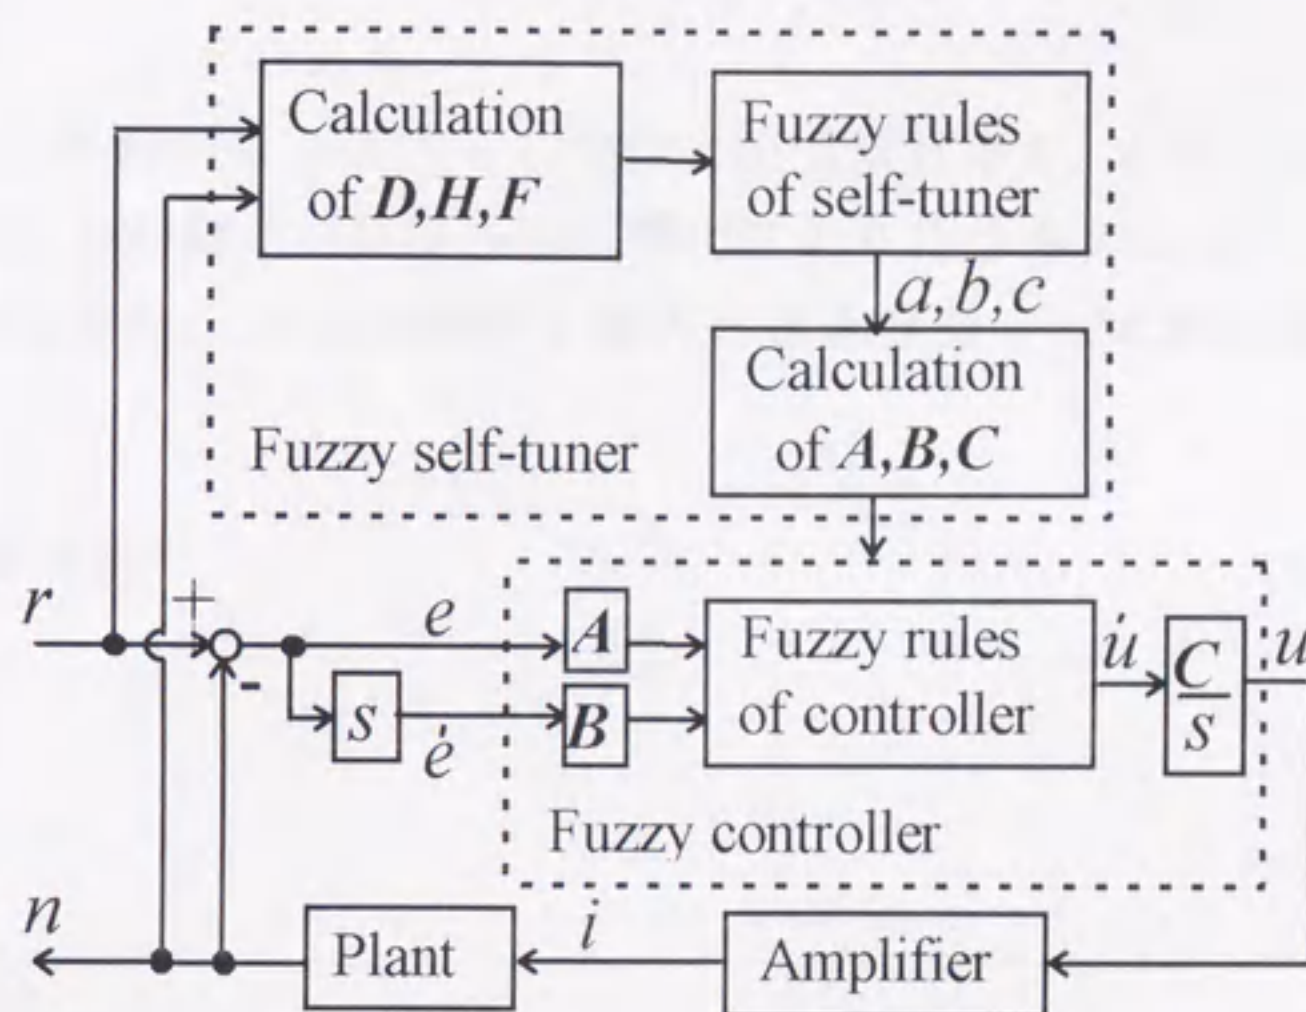 Calculation
of D,H,F
Fuzzy rules
of self-tuner
a,b,c
Calculation
of A,B,C
Fuzzy self-tuner
r
+
-
e
A
Fuzzy rules
of controller
u̇
C
s
u
s
ė
B
Fuzzy controller
n
Plant
i
Amplifier